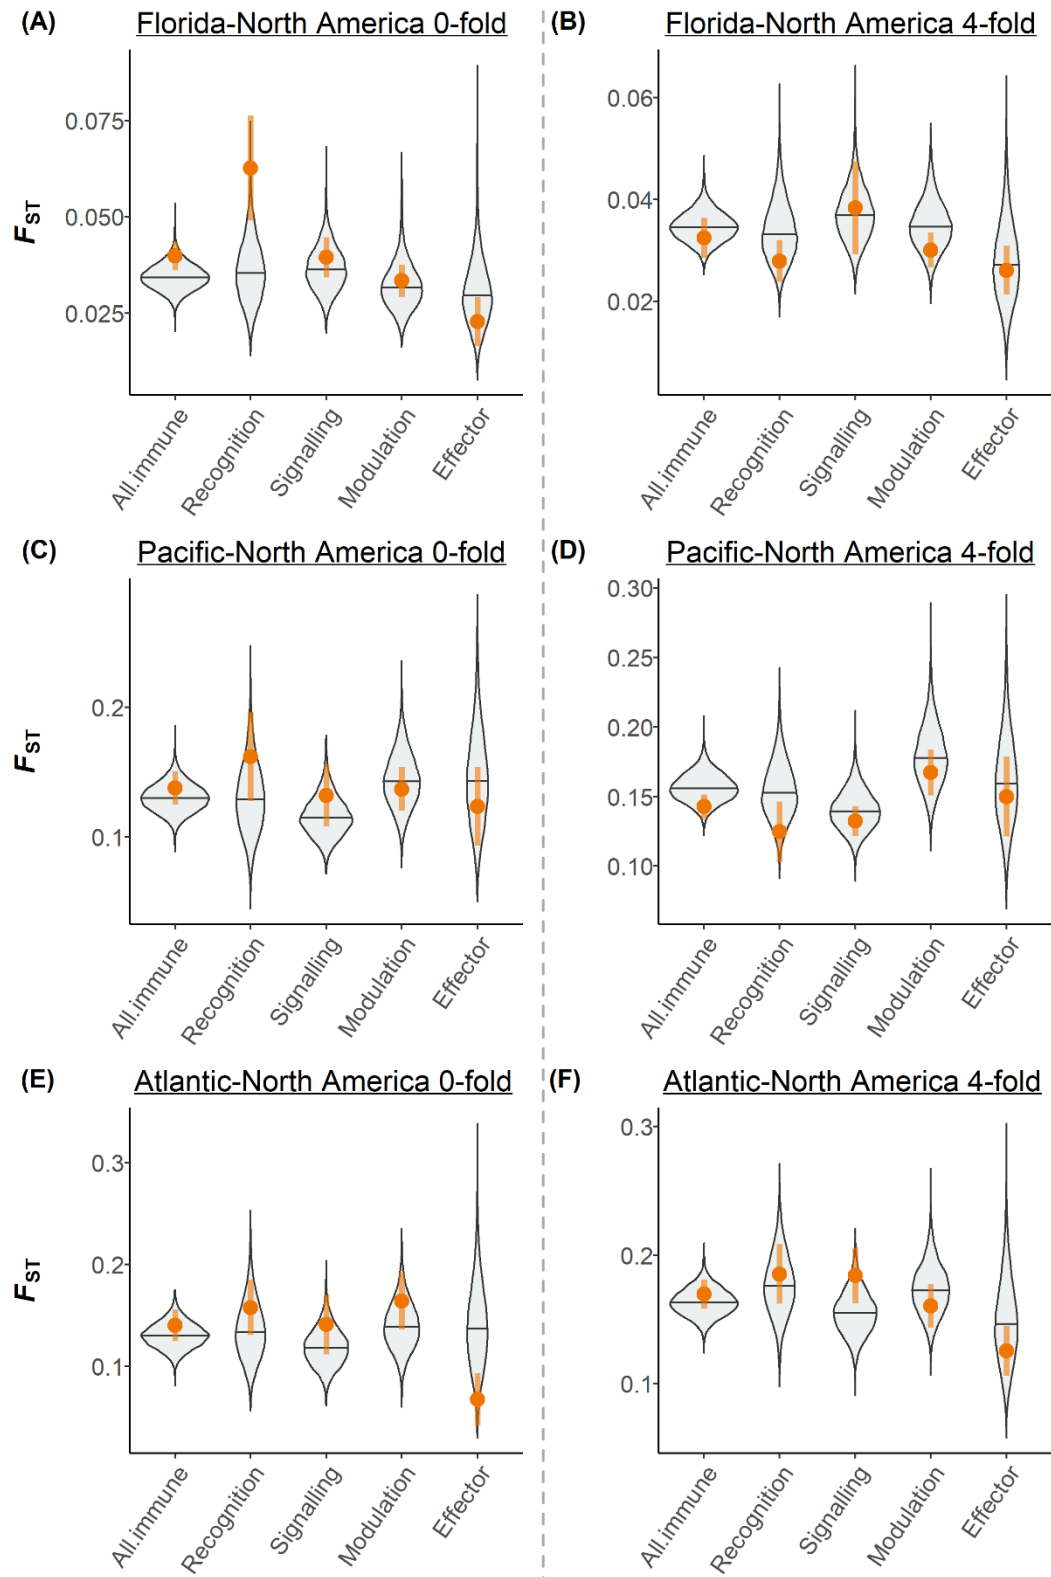 (A) Florida-North America 0-fold
(B) Florida-North America 4-fold
FST
0.075
0.050
0.025
All.immune
Recognition
Signalling
Modulation
Effector
0.06
0.04
0.02
All.immune
Recognition
Signalling
Modulation
Effector
(C) Pacific-North America 0-fold
(D) Pacific-North America 4-fold
FST
0.2
0.1
All.immune
Recognition
Signalling
Modulation
Effector
0.30
0.25
0.20
0.15
0.10
All.immune
Recognition
Signalling
Modulation
Effector
(E) Atlantic-North America 0-fold
(F) Atlantic-North America 4-fold
FST
0.3
0.2
0.1
All.immune
Recognition
Signalling
Modulation
Effector
0.3
0.2
0.1
All.immune
Recognition
Signalling
Modulation
Effector